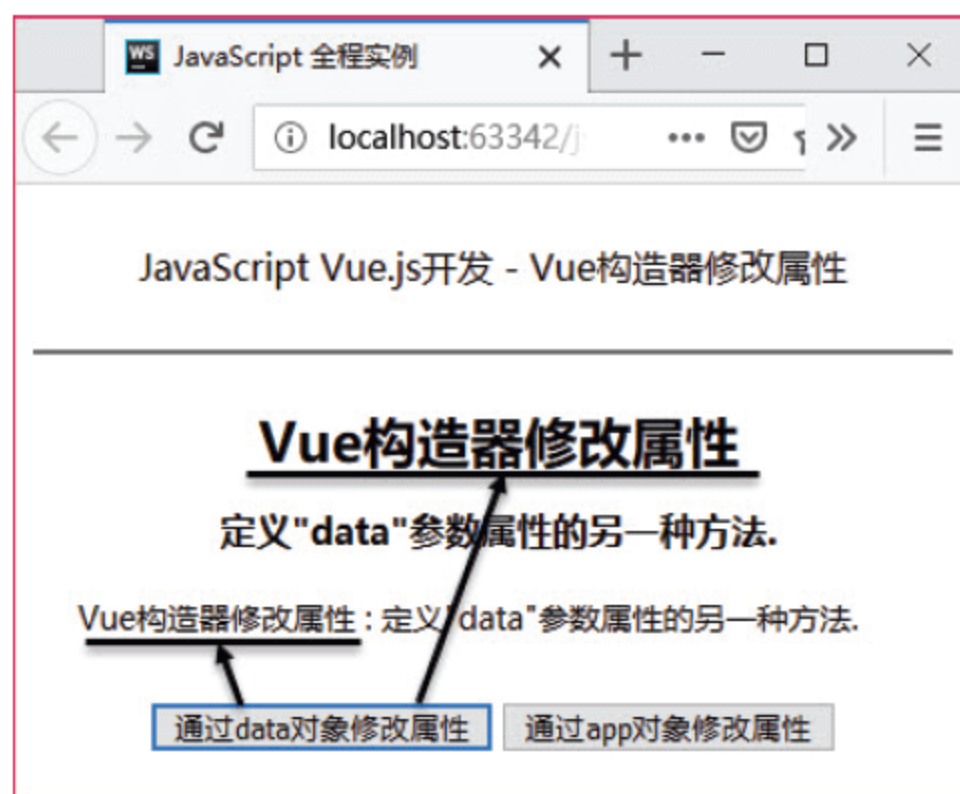 WS JavaScript 全程实例
localhost:63342/j
JavaScript Vue.js开发 - Vue构造器修改属性
Vue构造器修改属性
定义"data"参数属性的另一种方法.
Vue构造器修改属性 : 定义"data"参数属性的另一种方法.
通过data对象修改属性 通过app对象修改属性